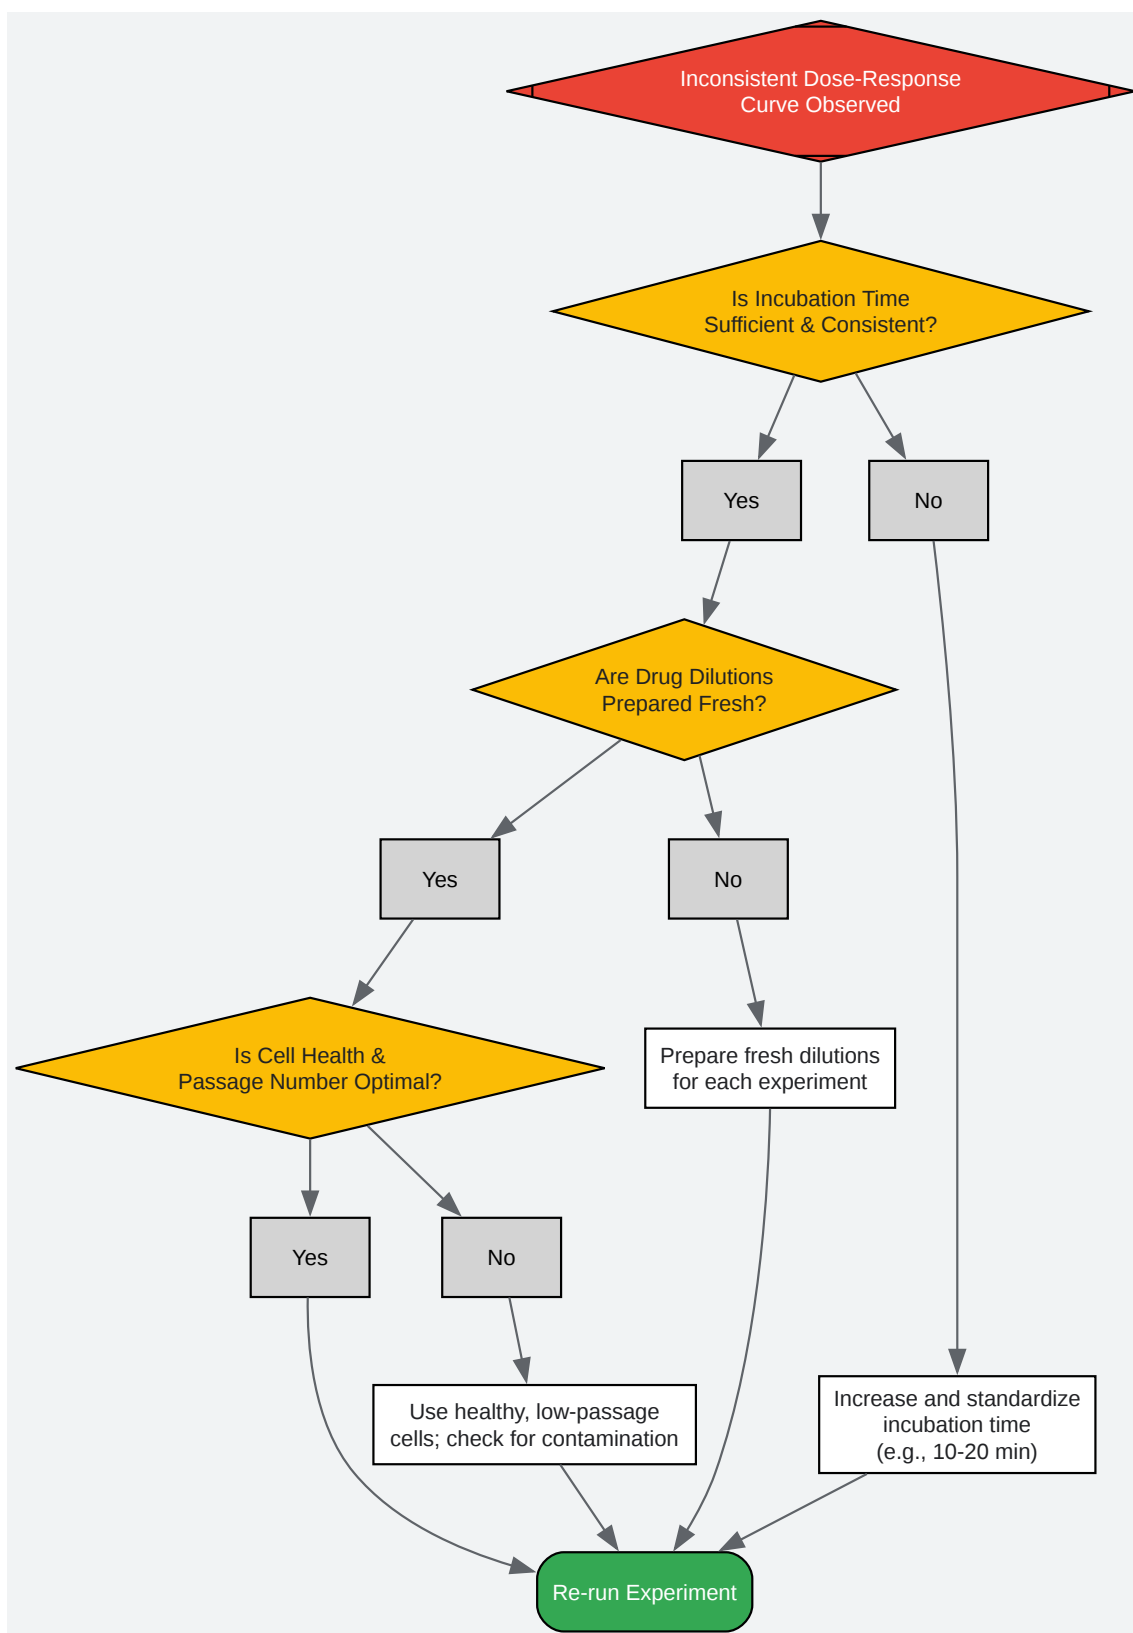 Inconsistent Dose-Response
Curve Observed
Is Incubation Time
Sufficient & Consistent?
Yes
No
Are Drug Dilutions
Prepared Fresh?
Yes
No
Is Cell Health &
Passage Number Optimal?
Prepare fresh dilutions
for each experiment
Yes
No
Use healthy, low-passage
cells; check for contamination
Increase and standardize
incubation time
(e.g., 10-20 min)
Re-run Experiment